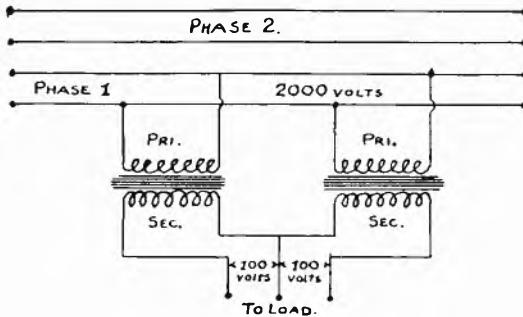 PHASE 2.
PHASE 1 2000 VOLTS
PRI. PRI.
SEC. SEC.
100 VOLTS 100 VOLTS
TO LOAD.